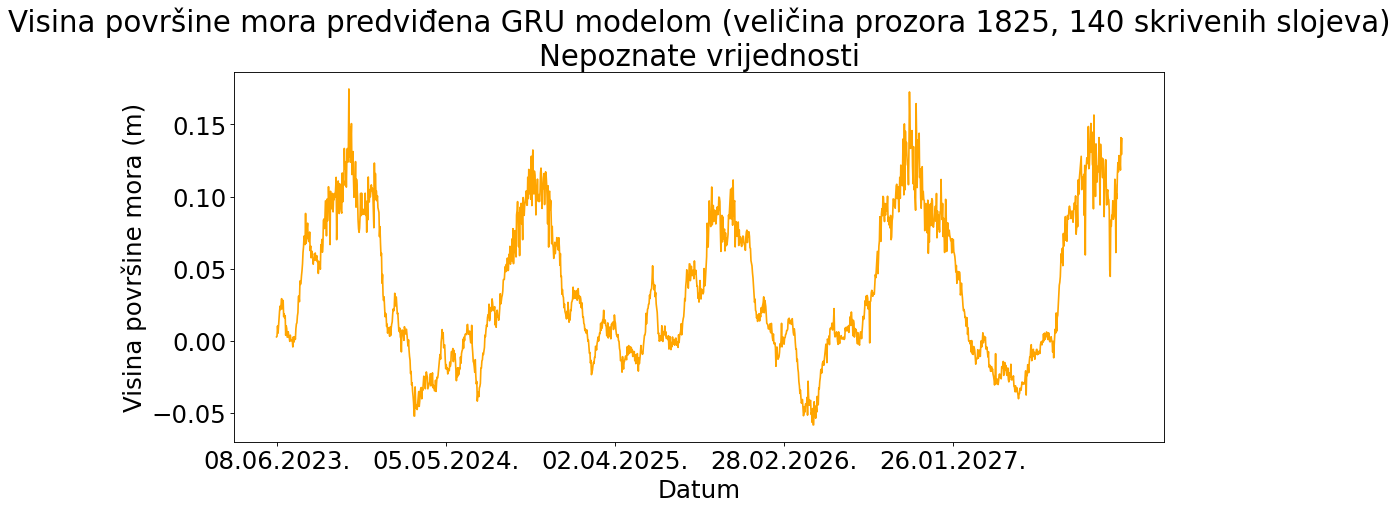 Visina površine mora predviđena GRU modelom (veličina prozora 1825, 140 skrivenih slojeva)
Nepoznate vrijednosti
Visina površine mora (m)
0.15
0.10
0.05
0.00
−0.05
08.06.2023. 05.05.2024. 02.04.2025. 28.02.2026. 26.01.2027.
Datum